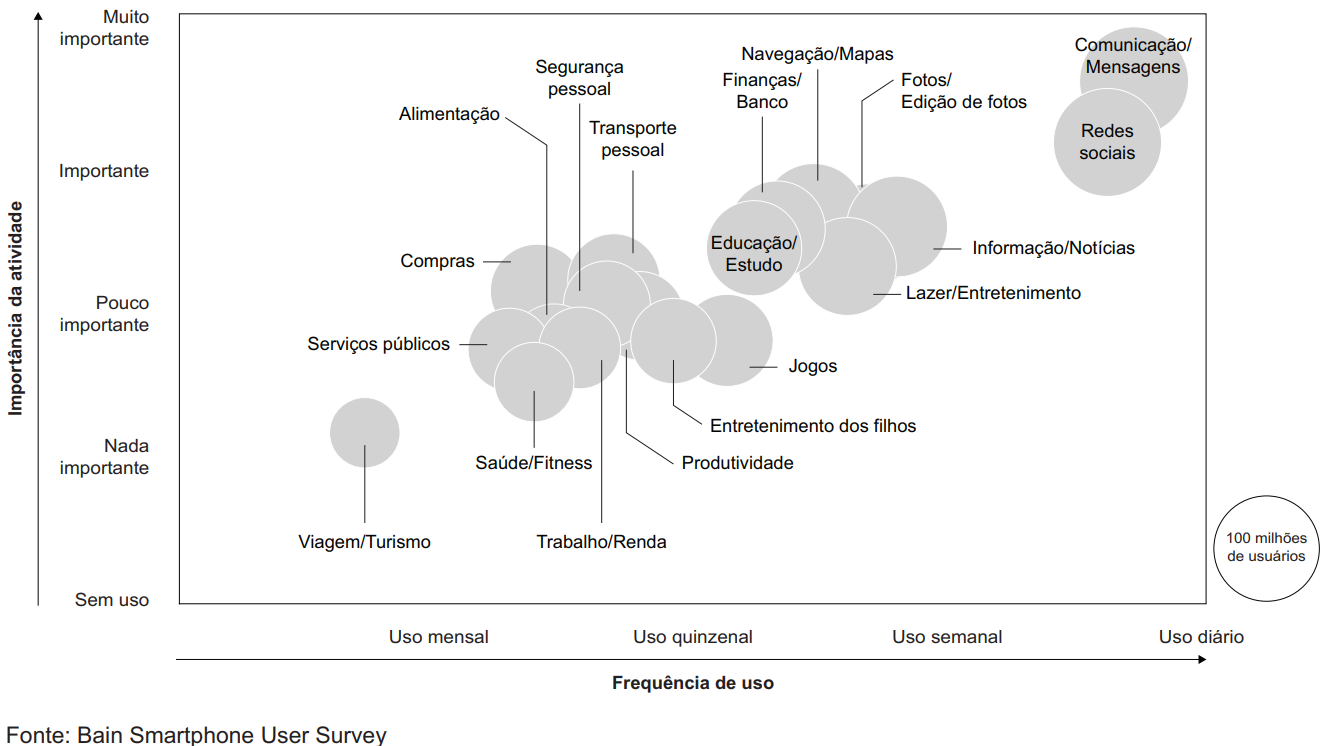 Muito
importante
Importante
Pouco
importante
Nada
importante
Sem uso
Importância da atividade
Comunicação/
Mensagens
Redes
sociais
Navegação/Mapas
Finanças/
Banco
Fotos/
Edição de fotos
Segurança
pessoal
Alimentação
Transporte
pessoal
Educação/
Estudo
Informação/Notícias
Compras
Lazer/Entretenimento
Serviços públicos
Jogos
Entretenimento dos filhos
Saúde/Fitness
Produtividade
Viagem/Turismo
Trabalho/Renda
100 milhões
de usuários
Uso mensal
Uso quinzenal
Uso semanal
Uso diário
Frequência de uso
Fonte: Bain Smartphone User Survey